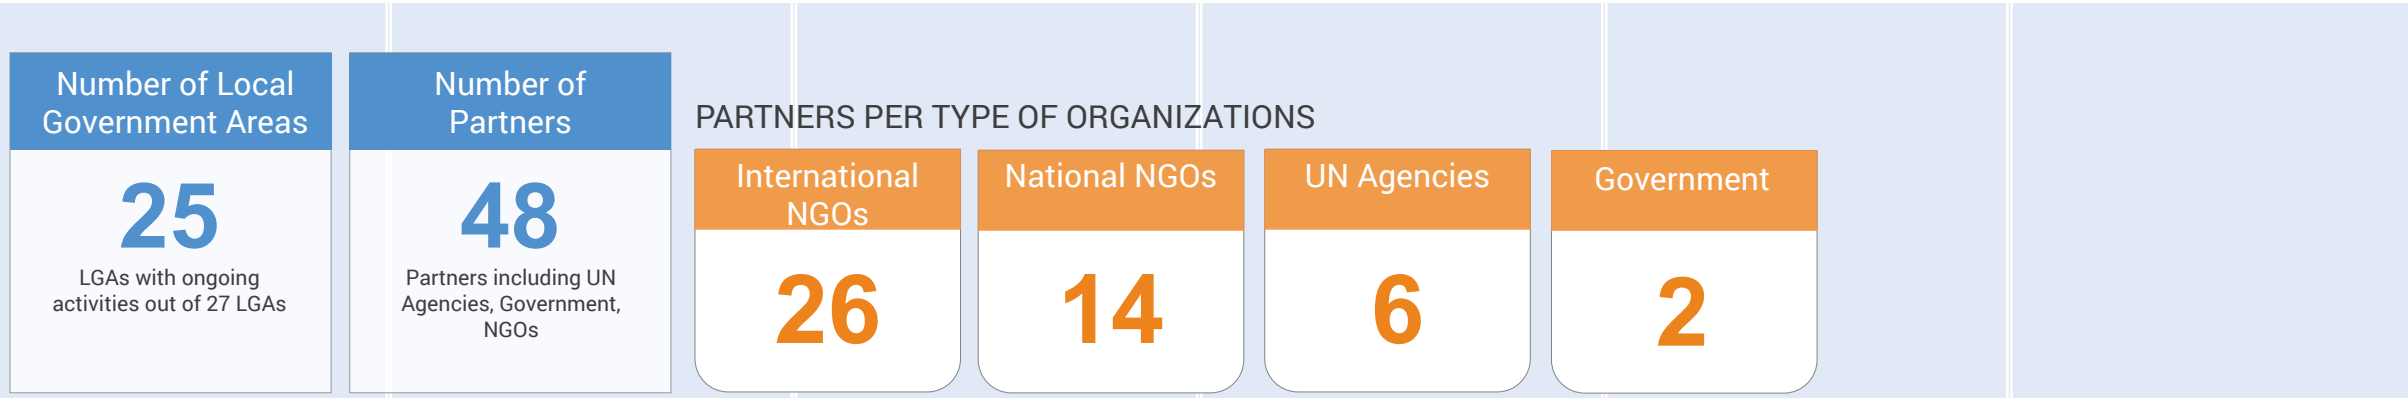 Number of Local
Government Areas
25
LGAs with ongoing
activities out of 27 LGAs
Number of
Partners
48
Partners including UN
Agencies, Government,
NGOs
PARTNERS PER TYPE OF ORGANIZATIONS
International
NGOs
26
National NGOs
14
UN Agencies
6
Government
2